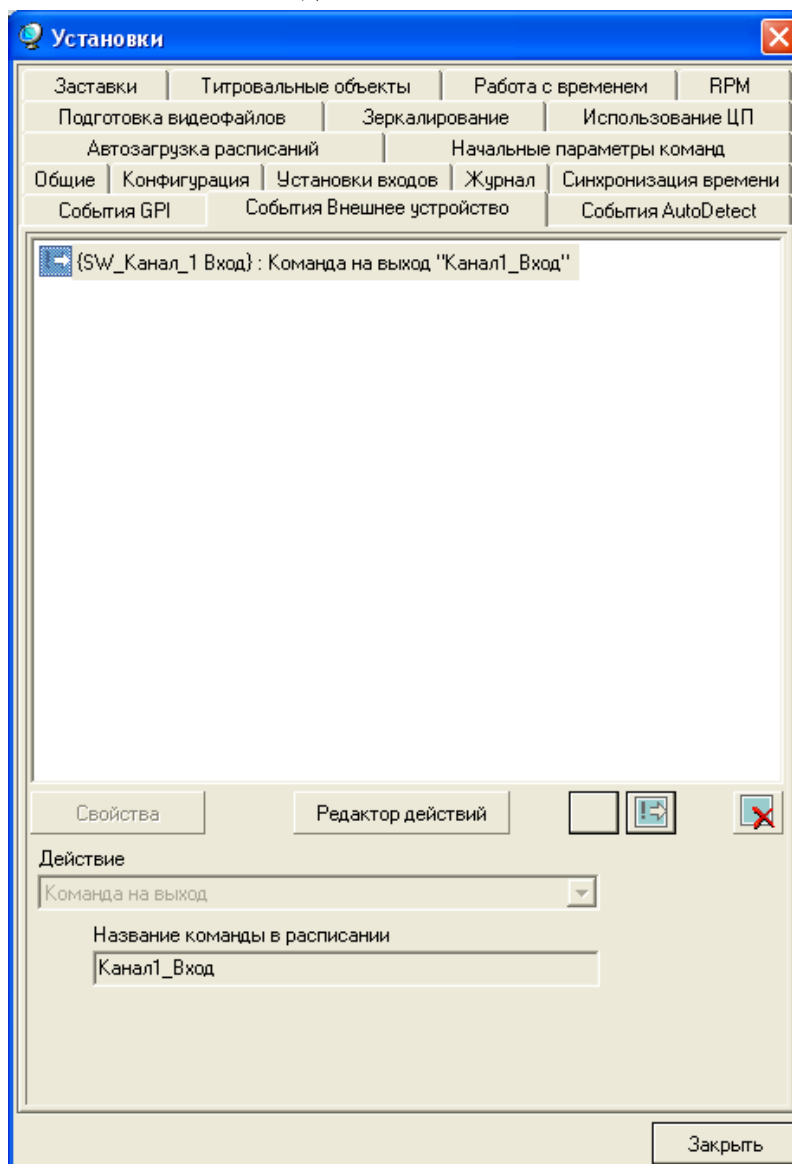 Установки
Заставки Титровальные объекты Работа с временем RPM
Подготовка видеофайлов Зеркалирование Использование ЦП
Автозагрузка расписаний Начальные параметры команд
Общие Конфигурация Установки входов Журнал Синхронизация времени
События GPI События Внешнее устройство События AutoDetect
{SW_Канал_1 Вход} : Команда на выход "Канал1_Вход"
Свойства Редактор действий
Действие
Команда на выход
Название команды в расписании
Канал1_Вход
Закрыть